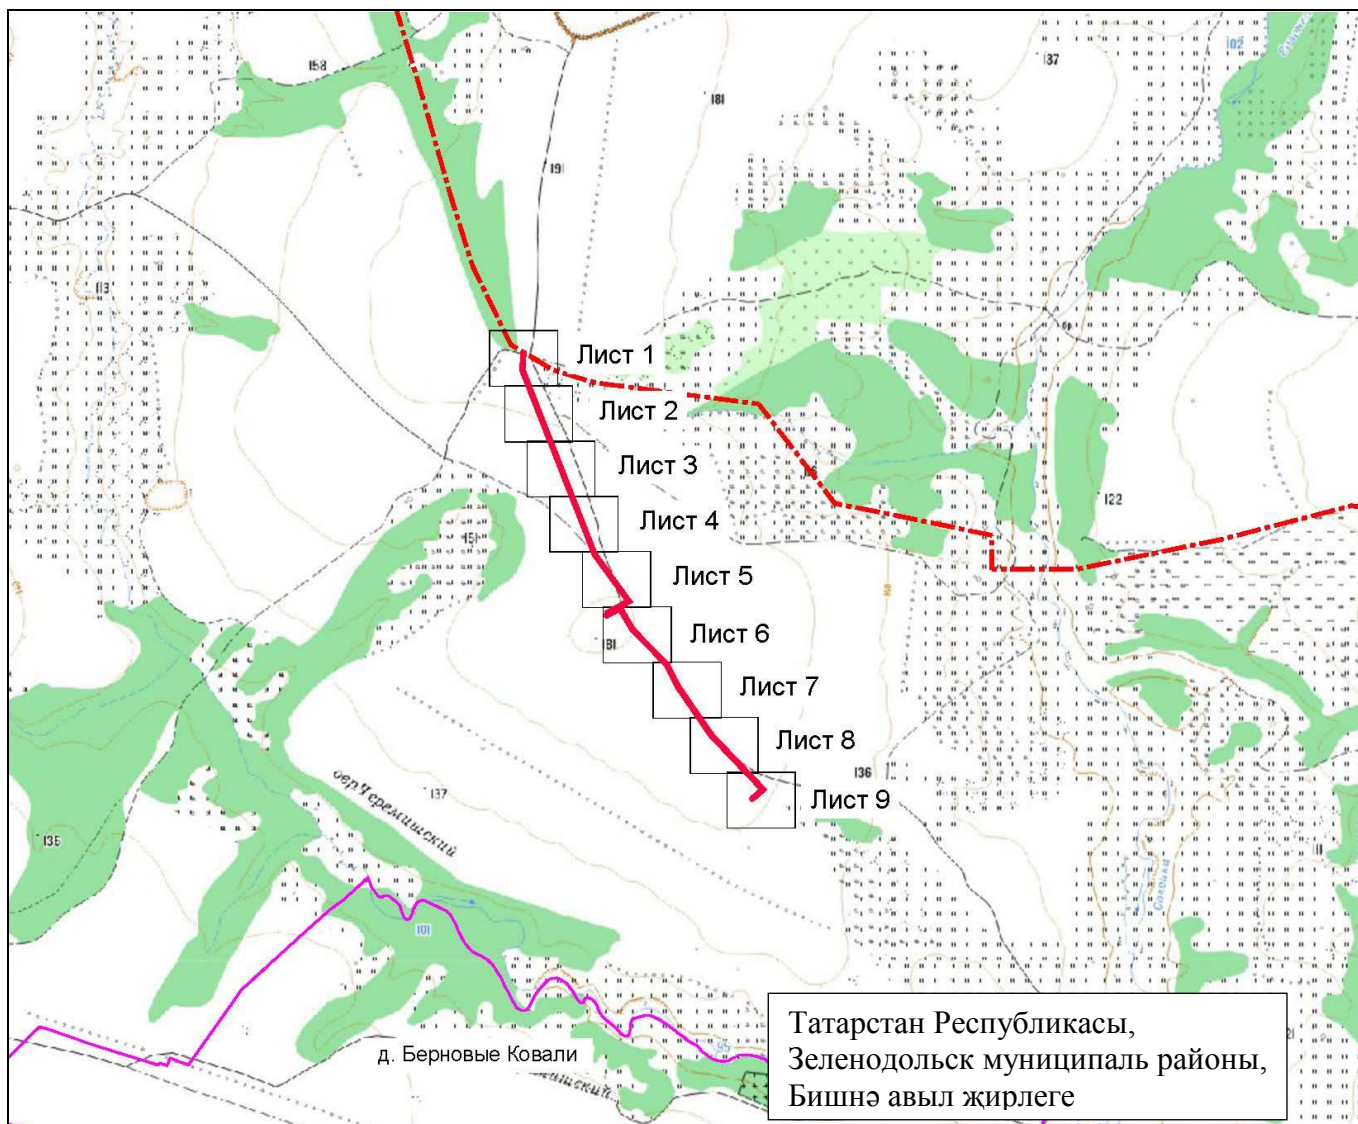 102
137
158
181
191
113
Лист 1
Лист 2
Лист 3
Лист 4
122
151
Лист 5
Лист 6
181
Лист 7
Лист 8
136
Лист 9
137
овр Черемишский
135
101
Татарстан Республикасы,
Зеленодольск муниципаль районы,
Бишнә авыл җирлеге
д. Берновые Ковали